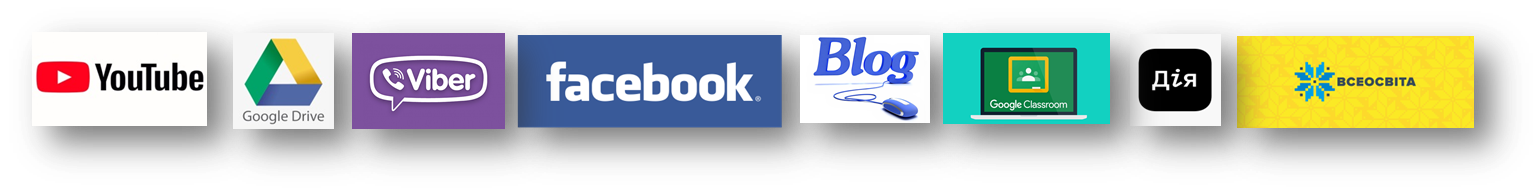 YouTube
Google Drive
Viber
facebook®
Blog
Google Classroom
Дія
ВСЕОСВІТА